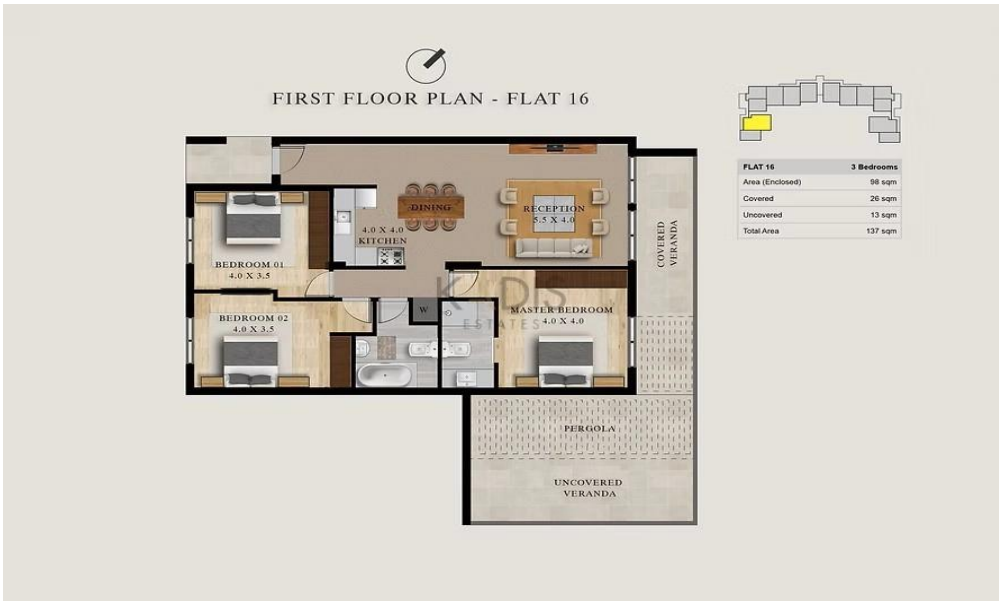 FIRST FLOOR PLAN - FLAT 16
FLAT 16 3 Bedrooms
Area (Enclosed) 98 sqm
Covered 26 sqm
Uncovered 13 sqm
Total Area 137 sqm
DINING
RECEPTION
5.5 X 4.0
4.0 X 4.0
KITCHEN
COVERED
VERANDA
BEDROOM 01
4.0 X 3.5
BEDROOM 02
4.0 X 3.5
W
MASTER BEDROOM
4.0 X 4.0
ESTATES
PERGOLA
UNCOVERED
VERANDA